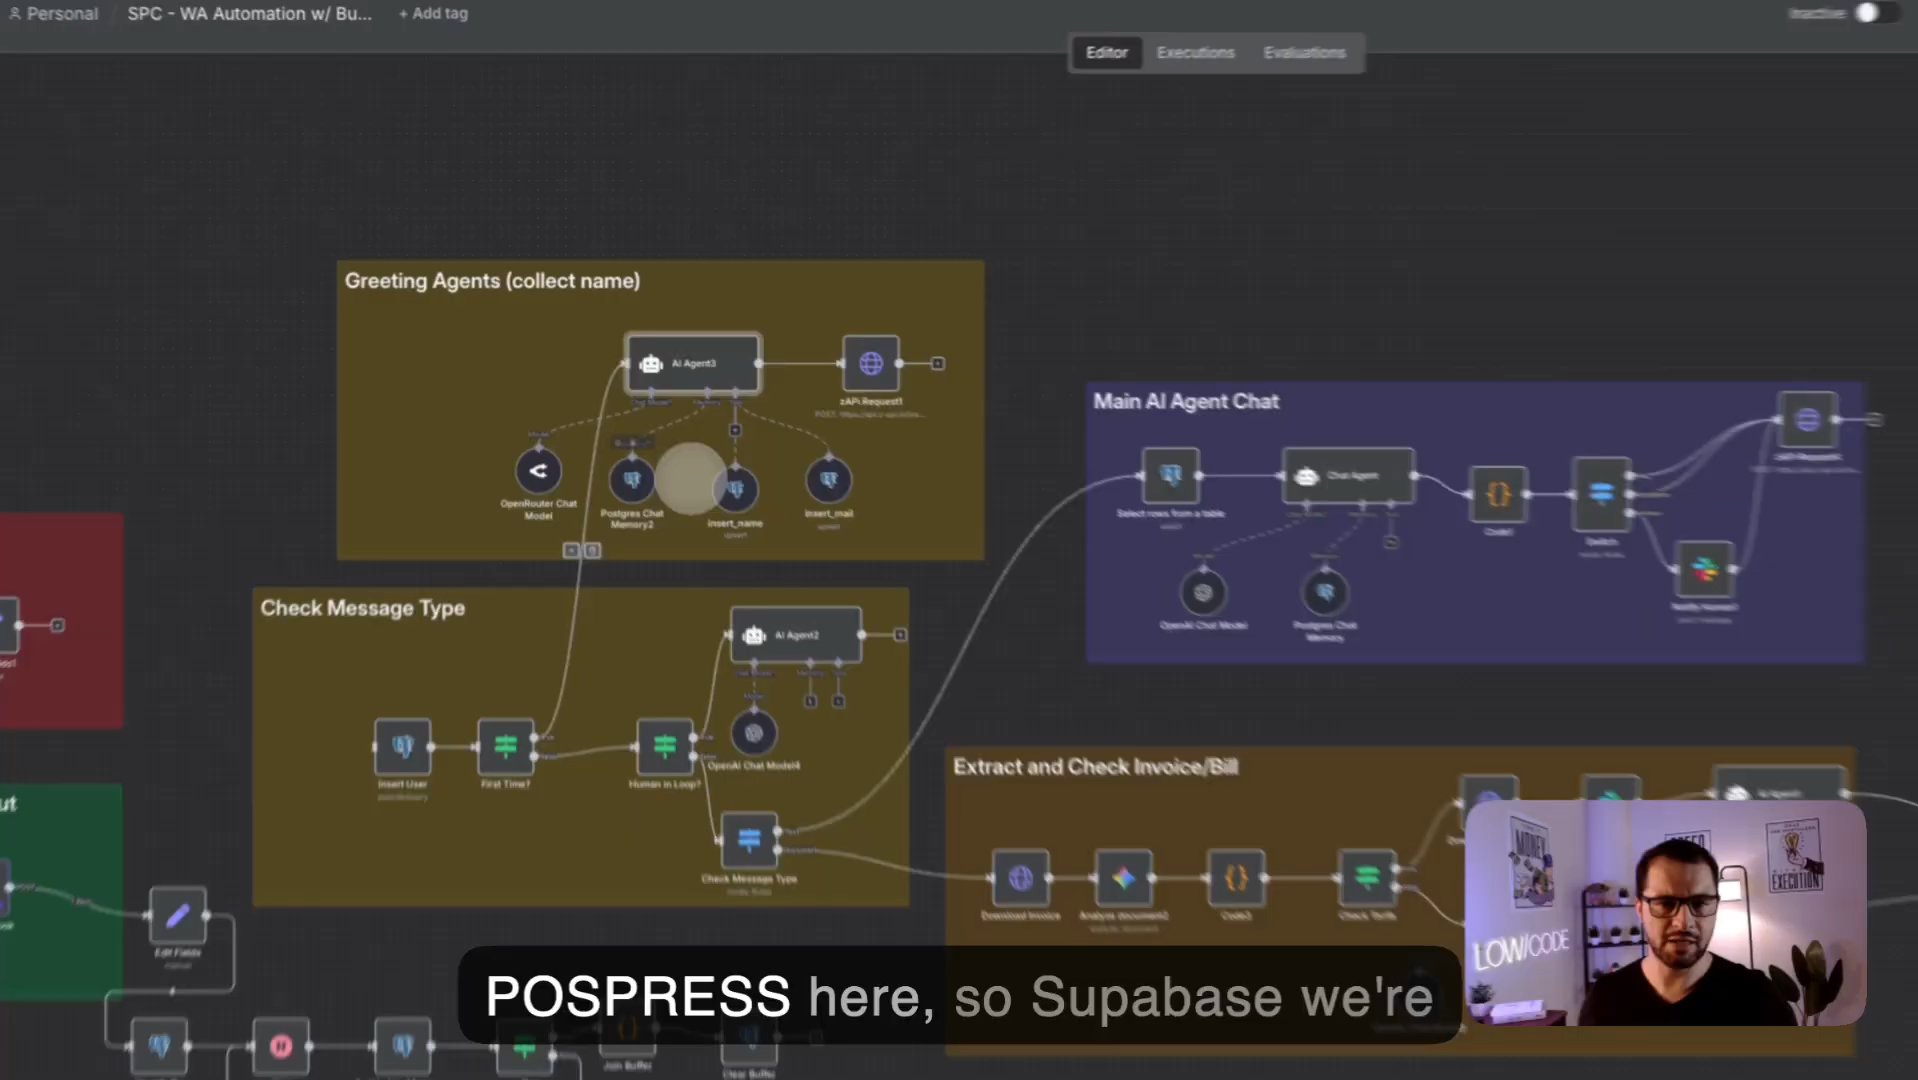 Personal / SPC - WA Automation w/ Bu... + Add tag
Inactive
Editor Executions Evaluations
Greeting Agents (collect name)
AI Agent3
zAPI Request1
OpenRouter Chat
Model
Postgres Chat
Memory2
insert_name
insert_mail
Main AI Agent Chat
Chat Agent
Select rows from a table
Code1
Switch
OpenAI Chat Model
Postgres Chat
Memory
Check Message Type
AI Agent2
Insert User
First Time?
Human in Loop?
OpenAI Chat Model4
Check Message Type
Extract and Check Invoice/Bill
AI Agent
Download Invoice
Analyze document2
Code3
Edit Fields
manual
Join Buffer
Clear Buffer
MONEY
EXECUTION
LOW/CODE
POSPRESS here, so Supabase we're